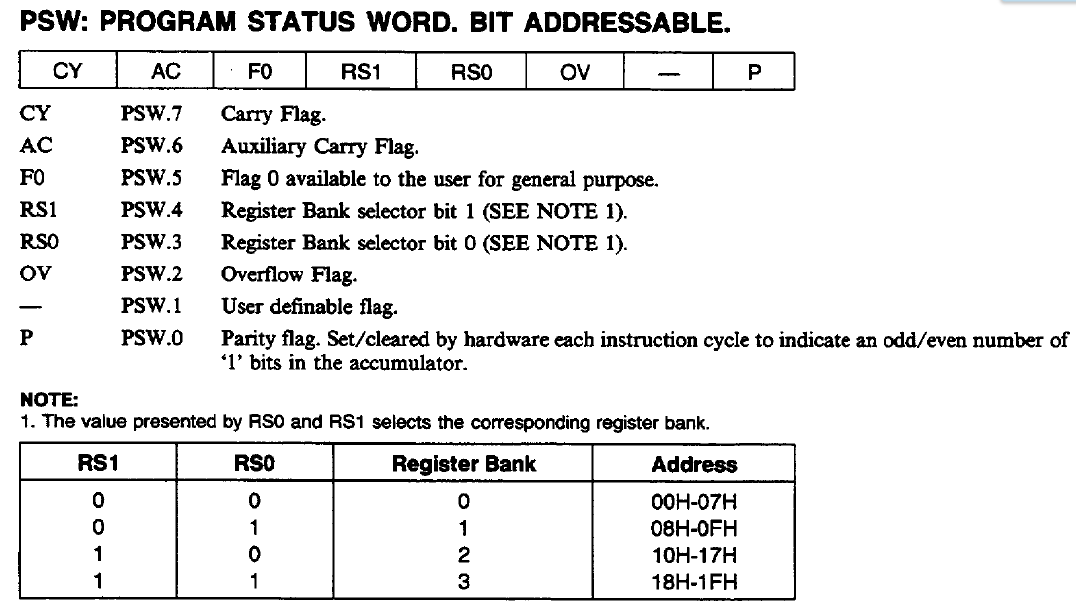 PSW: PROGRAM STATUS WORD. BIT ADDRESSABLE.
CY AC F0 RS1 RS0 OV — P
CY PSW.7 Carry Flag.
AC PSW.6 Auxiliary Carry Flag.
F0 PSW.5 Flag 0 available to the user for general purpose.
RS1 PSW.4 Register Bank selector bit 1 (SEE NOTE 1).
RS0 PSW.3 Register Bank selector bit 0 (SEE NOTE 1).
OV PSW.2 Overflow Flag.
— PSW.1 User definable flag.
P PSW.0 Parity flag. Set/cleared by hardware each instruction cycle to indicate an odd/even number of
‘1’ bits in the accumulator.
NOTE:
1. The value presented by RS0 and RS1 selects the corresponding register bank.
RS1 RS0 Register Bank Address
0 0 0 00H-07H
0 1 1 08H-0FH
1 0 2 10H-17H
1 1 3 18H-1FH